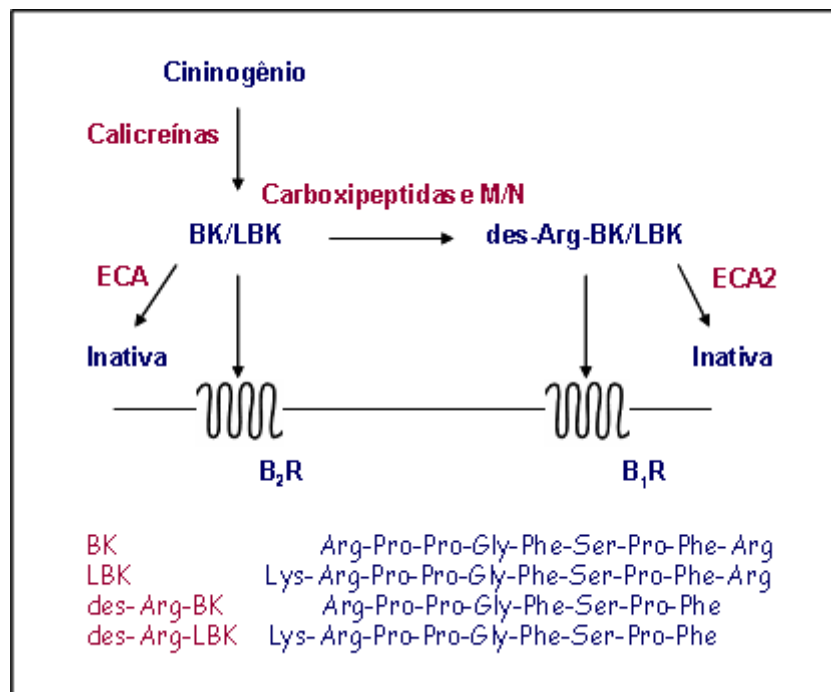 Cininogênio
Calicreínas
Carboxipeptidase M/N
BK/LBK des-Arg-BK/LBK
ECA ECA2
Inativa Inativa
B₂R B₁R
BK Arg-Pro-Pro-Gly-Phe-Ser-Pro-Phe-Arg
LBK Lys-Arg-Pro-Pro-Gly-Phe-Ser-Pro-Phe-Arg
des-Arg-BK Arg-Pro-Pro-Gly-Phe-Ser-Pro-Phe
des-Arg-LBK Lys-Arg-Pro-Pro-Gly-Phe-Ser-Pro-Phe